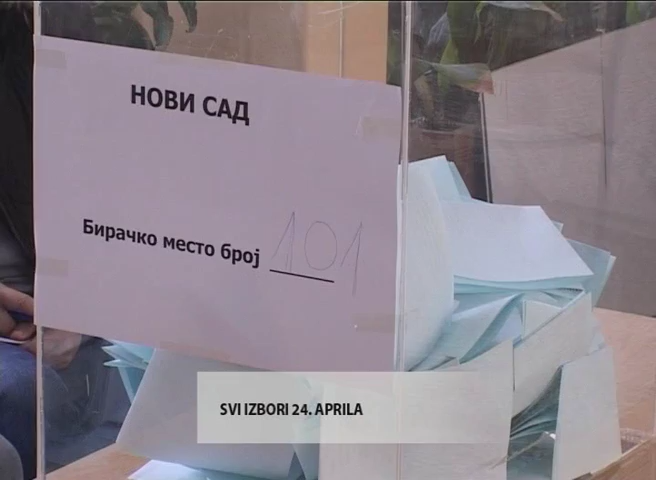 НОВИ САД
Бирачко место број 101
SVI IZBORI 24. APRILA